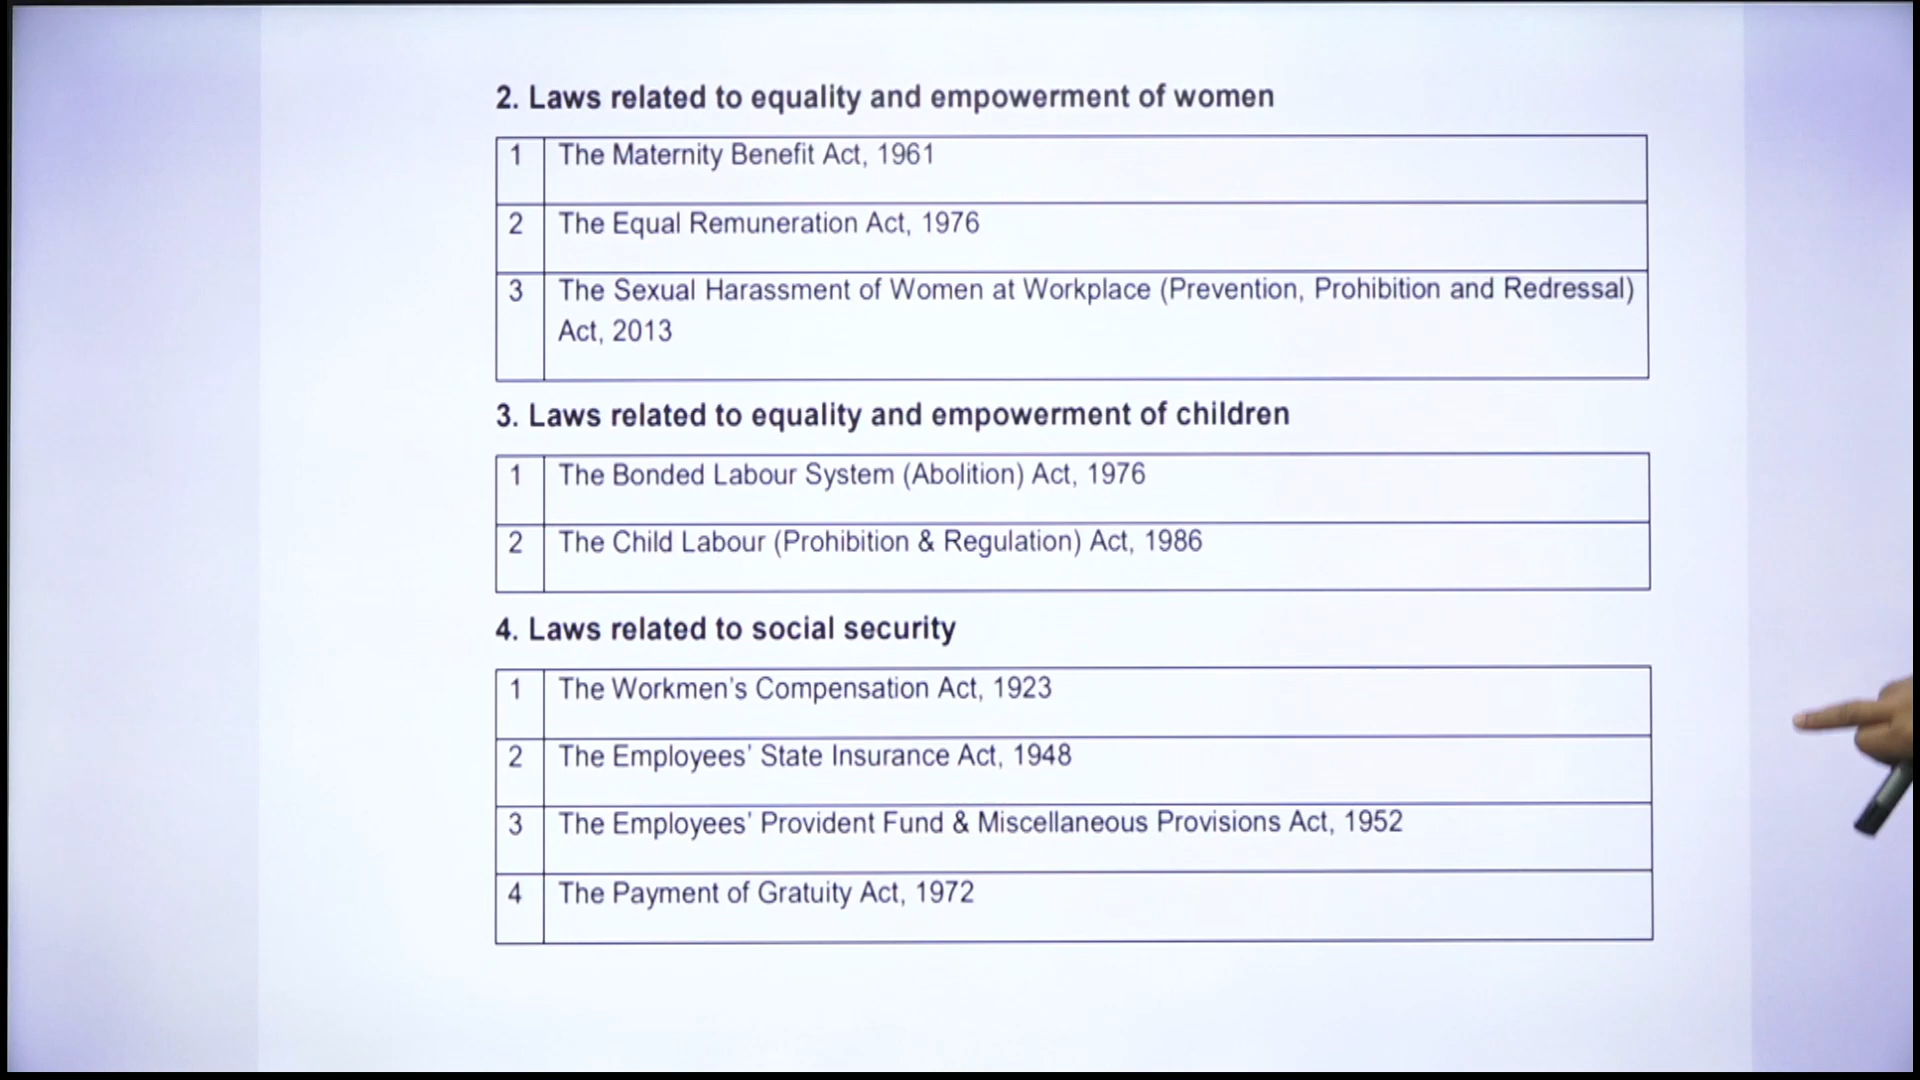 2. Laws related to equality and empowerment of women
1 The Maternity Benefit Act, 1961
2 The Equal Remuneration Act, 1976
3 The Sexual Harassment of Women at Workplace (Prevention, Prohibition and Redressal)
Act, 2013
3. Laws related to equality and empowerment of children
1 The Bonded Labour System (Abolition) Act, 1976
2 The Child Labour (Prohibition & Regulation) Act, 1986
4. Laws related to social security
1 The Workmen's Compensation Act, 1923
2 The Employees' State Insurance Act, 1948
3 The Employees' Provident Fund & Miscellaneous Provisions Act, 1952
4 The Payment of Gratuity Act, 1972